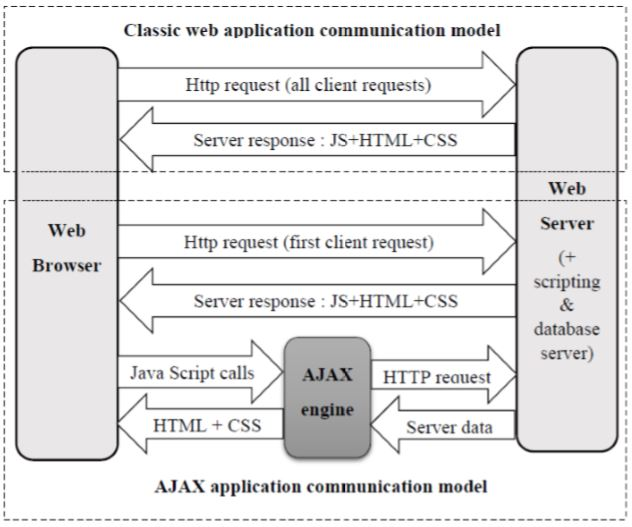 Classic web application communication model
Http request (all client requests)
Server response : JS+HTML+CSS
Web
Browser
Web
Server
(+
scripting
&
database
server)
Http request (first client request)
Server response : JS+HTML+CSS
Java Script calls
AJAX
engine
HTTP request
HTML + CSS
Server data
AJAX application communication model